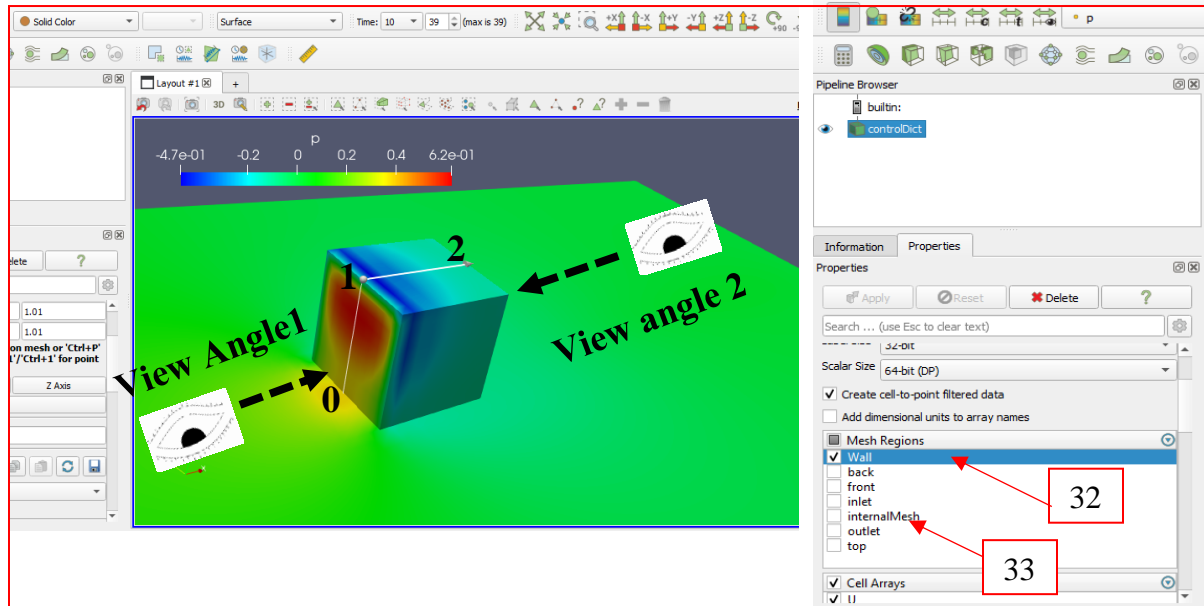 Solid Color
Surface
Time: 10 39 (max is 39)
+X -X +Y -Y +Z -Z +90
p
Layout #1
+
3D
Pipeline Browser
builtin:
controlDict
p
-4.7e-01 -0.2 0 0.2 0.4 6.2e-01
2
1
View Angle1
View angle 2
0
elete
?
1.01
1.01
on mesh or 'Ctrl+P'
1'/'Ctrl+1' for point
Z Axis
Information
Properties
Properties
Apply
Reset
Delete
?
Search ... (use Esc to clear text)
32-bit
Scalar Size
64-bit (DP)
Create cell-to-point filtered data
Add dimensional units to array names
Mesh Regions
Wall
back
front
inlet
internalMesh
outlet
top
32
33
Cell Arrays
U